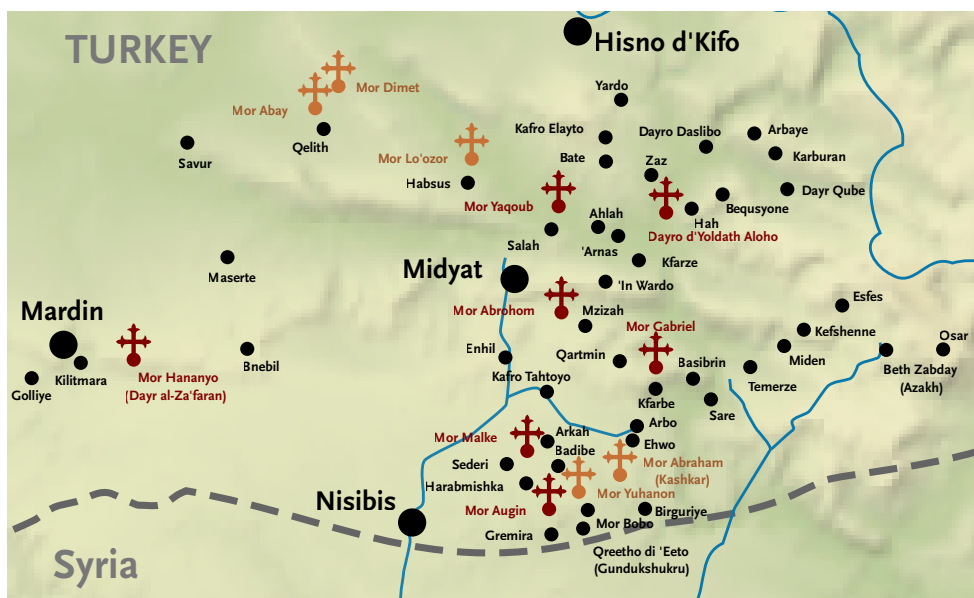 TURKEY
Hisno d'Kifo
Mor Dimet
Mor Abay
Yardo
Qelith
Savur
Kafro Elayto
Dayro Daslibo
Arbaye
Mor Lo'ozor
Bate
Zaz
Karburan
Habsus
Dayr Qube
Mor Yaqoub
Bequsyone
Ahlah
Hah
Salah
'Arnas
Dayro d'Yoldath Aloho
Maserte
Midyat
Kfarze
'In Wardo
Mardin
Mor Abrohom
Mzizah
Esfes
Mor Gabriel
Kefshenne
Osar
Enhil
Qartmin
Basibrin
Miden
Bnebil
Kilitmara
Mor Hananyo
(Dayr al-Za'faran)
Golliye
Kafro Tahtoyo
Temerze
Beth Zabday
(Azakh)
Kfarbe
Sare
Arbo
Mor Malke
Arkah
Ehwo
Badibe
Sederi
Mor Abraham
(Kashkar)
Harabmishka
Mor Yuhanon
Nisibis
Mor Augin
Birguriye
Mor Bobo
Gremira
Qreetho di 'Eeto
(Gundukshukru)
Syria